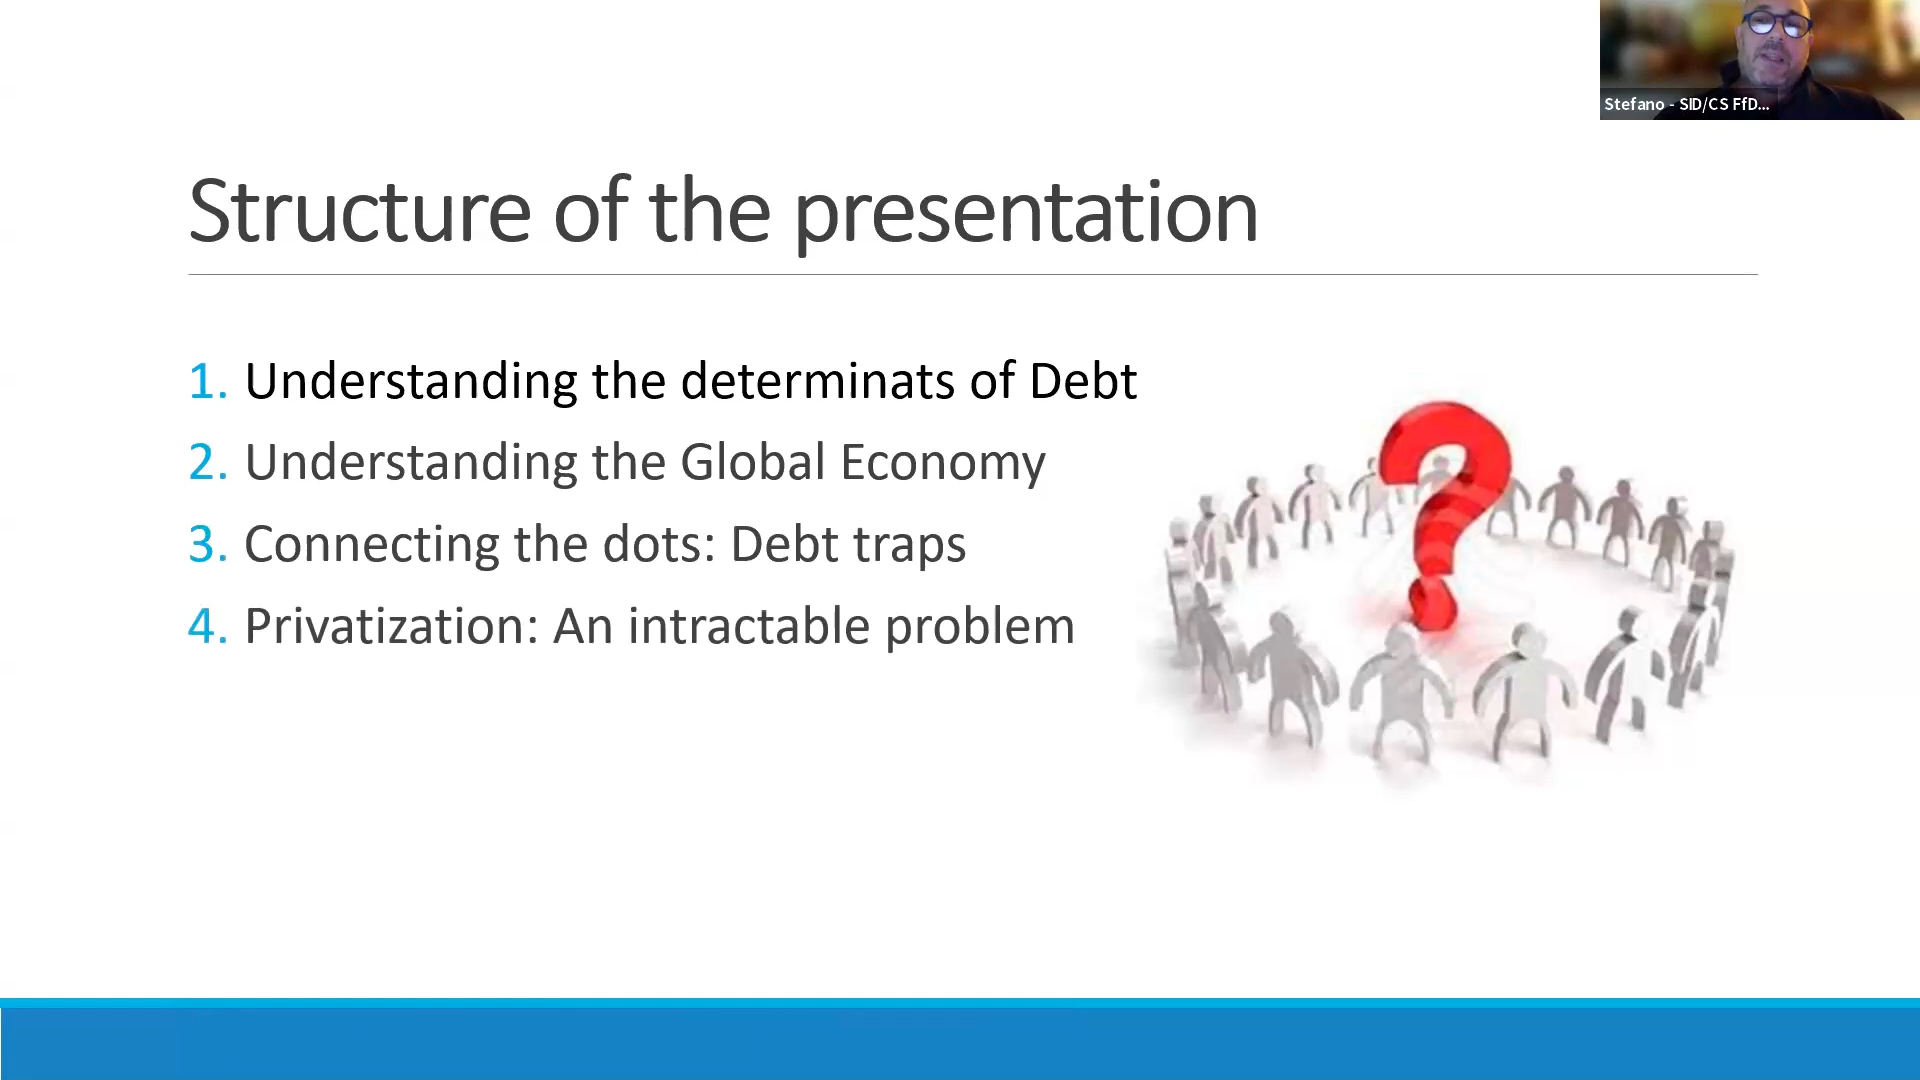 Stefano - SID/CS FfD...
Structure of the presentation
1. Understanding the determinats of Debt
2. Understanding the Global Economy
3. Connecting the dots: Debt traps
4. Privatization: An intractable problem
?